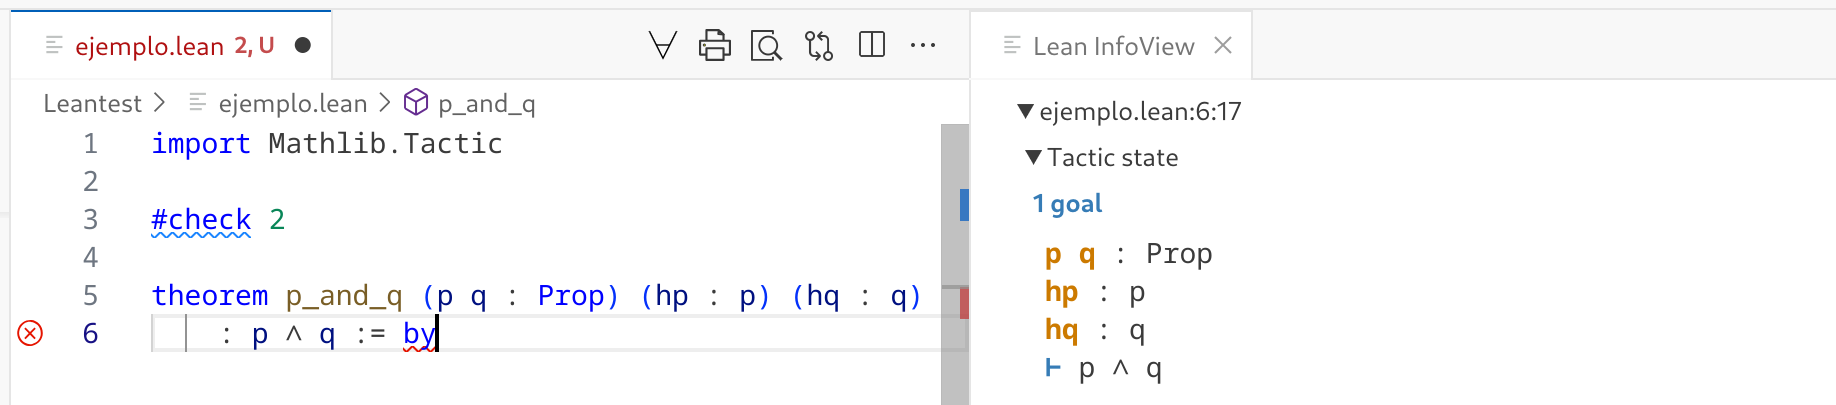 ejemplo.lean 2, U
Lean InfoView
Leantest > ejemplo.lean > p_and_q
1 import Mathlib.Tactic
2
3 #check 2
4
5 theorem p_and_q (p q : Prop) (hp : p) (hq : q)
6 : p ∧ q := by
ejemplo.lean:6:17
Tactic state
1 goal
p q : Prop
hp : p
hq : q
⊢ p ∧ q